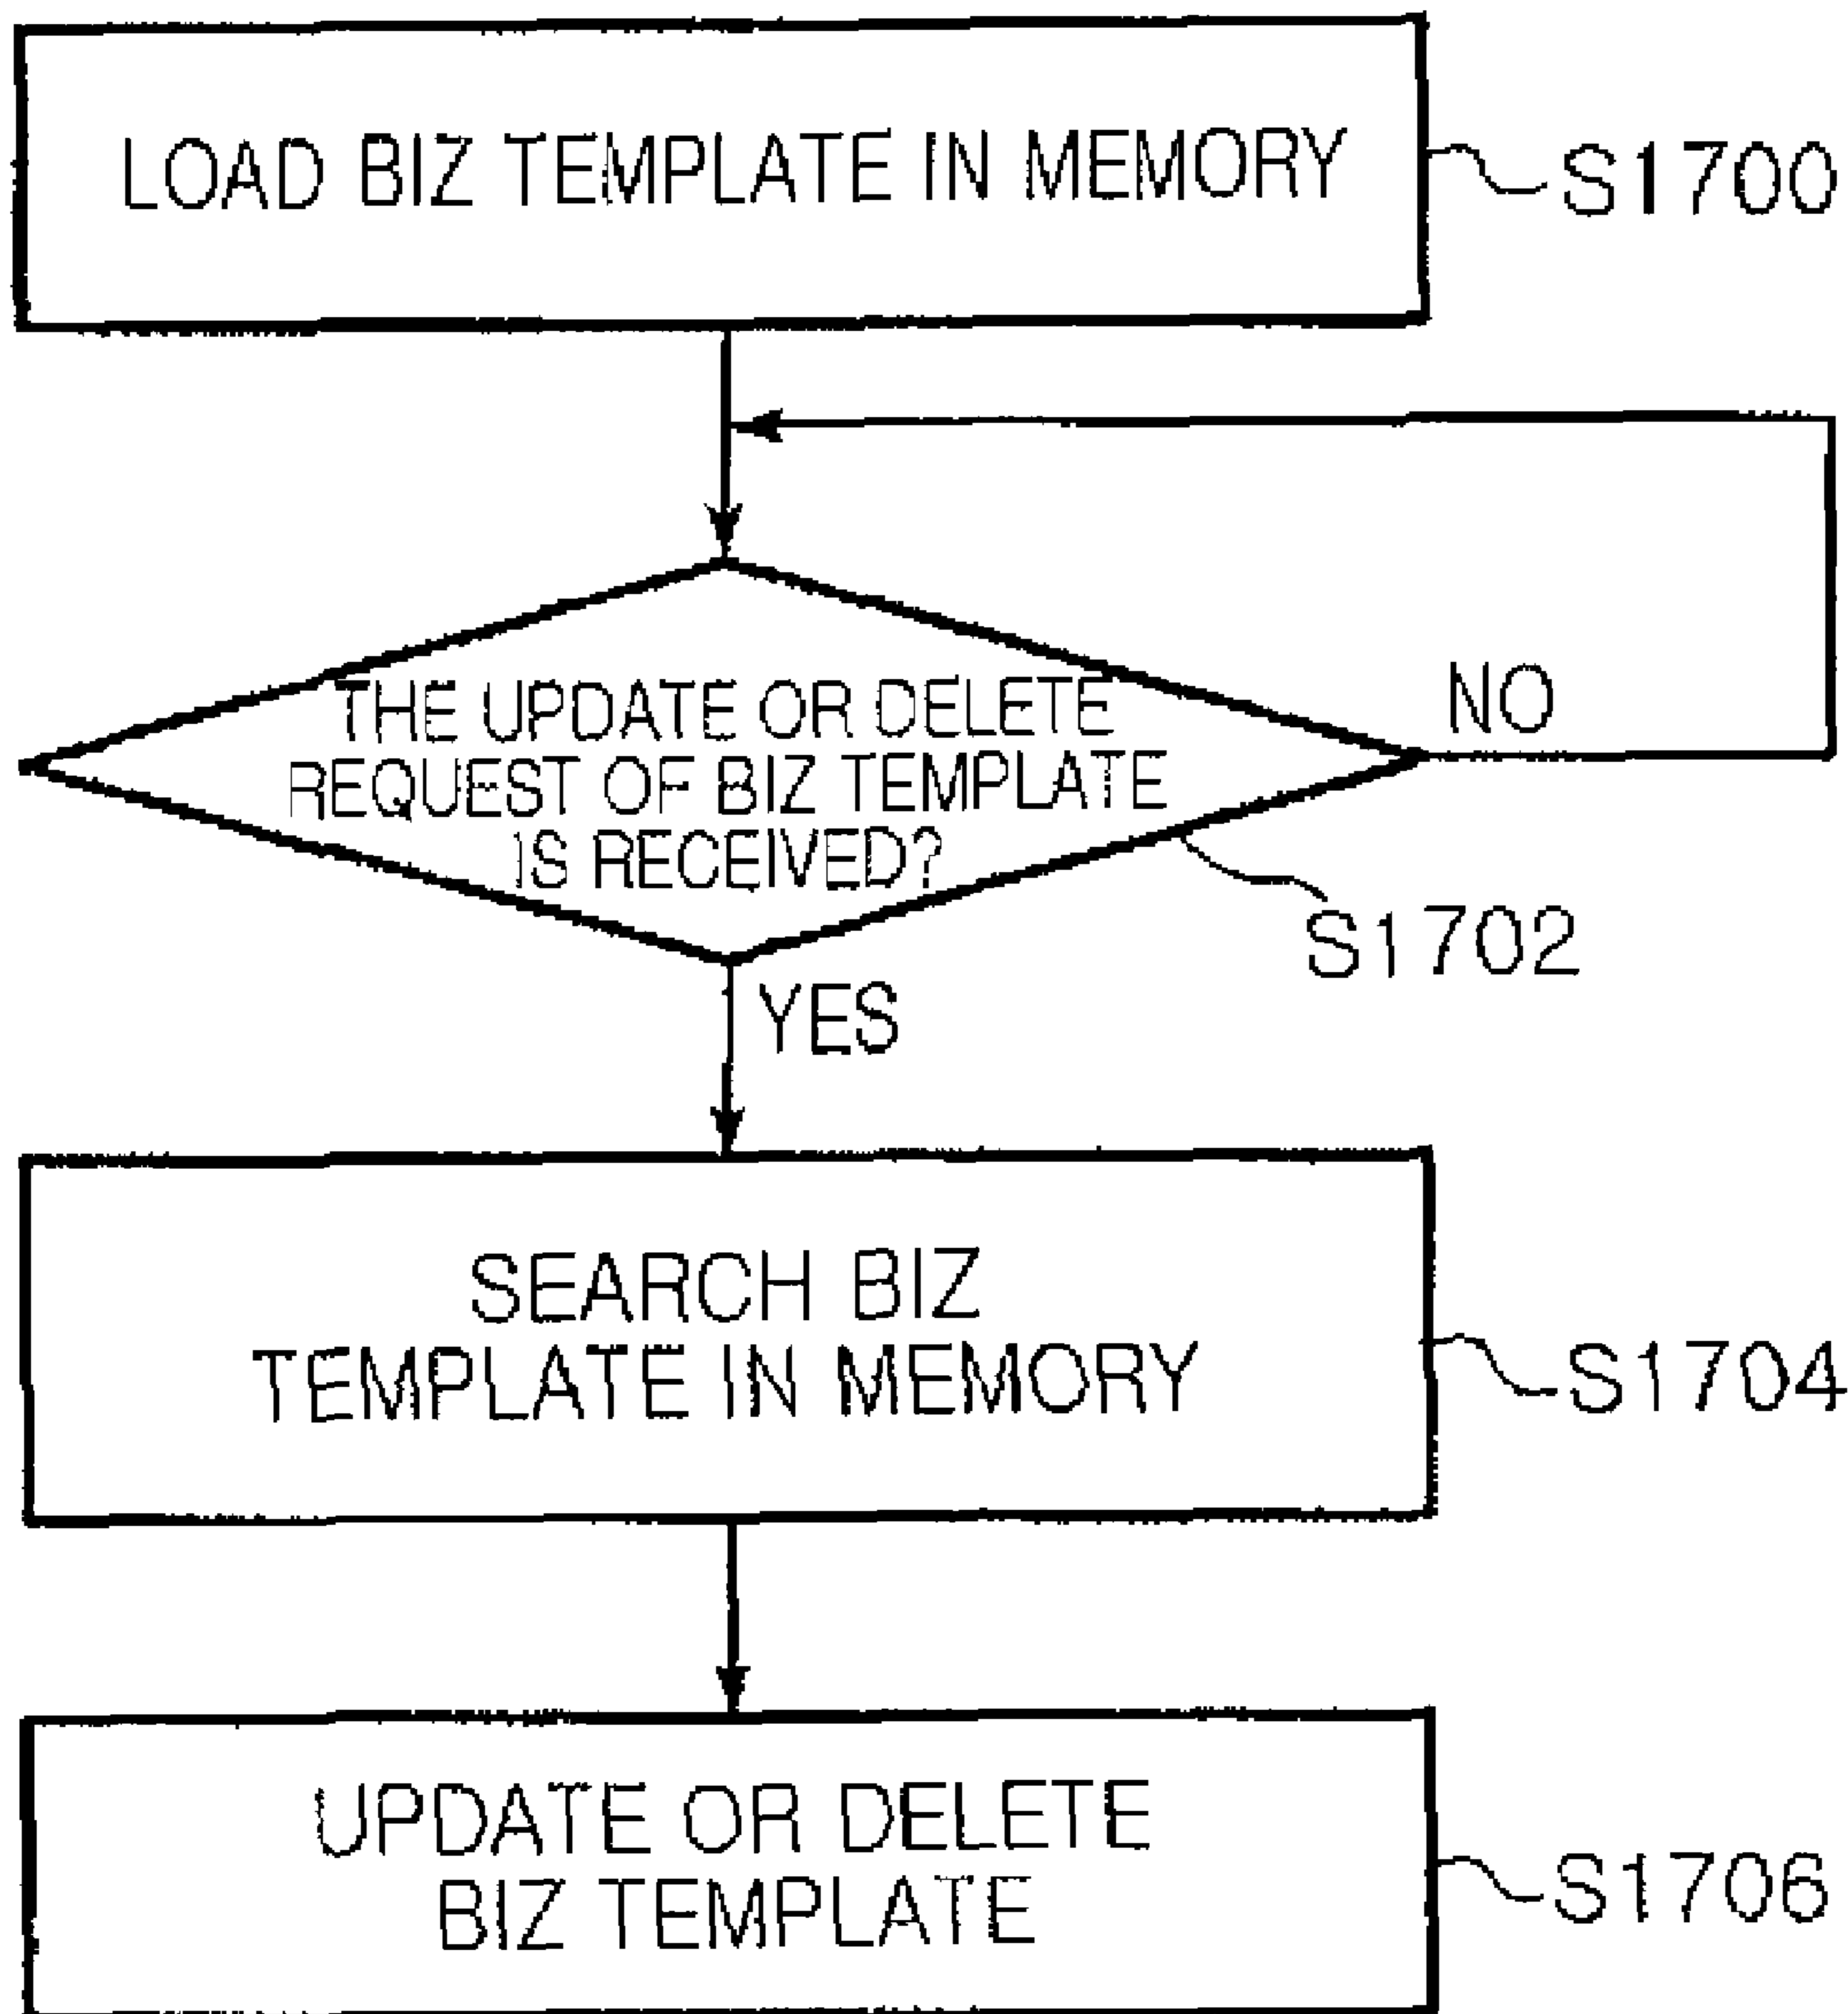 LOAD BIZ TEMPLATE IN MEMORY
S1700
THE UPDATE OR DELETE
REQUEST OF BIZ TEMPLATE
IS RECEIVED?
NO
S1702
YES
SEARCH BIZ
TEMPLATE IN MEMORY
S1704
UPDATE OR DELETE
BIZ TEMPLATE
S1706